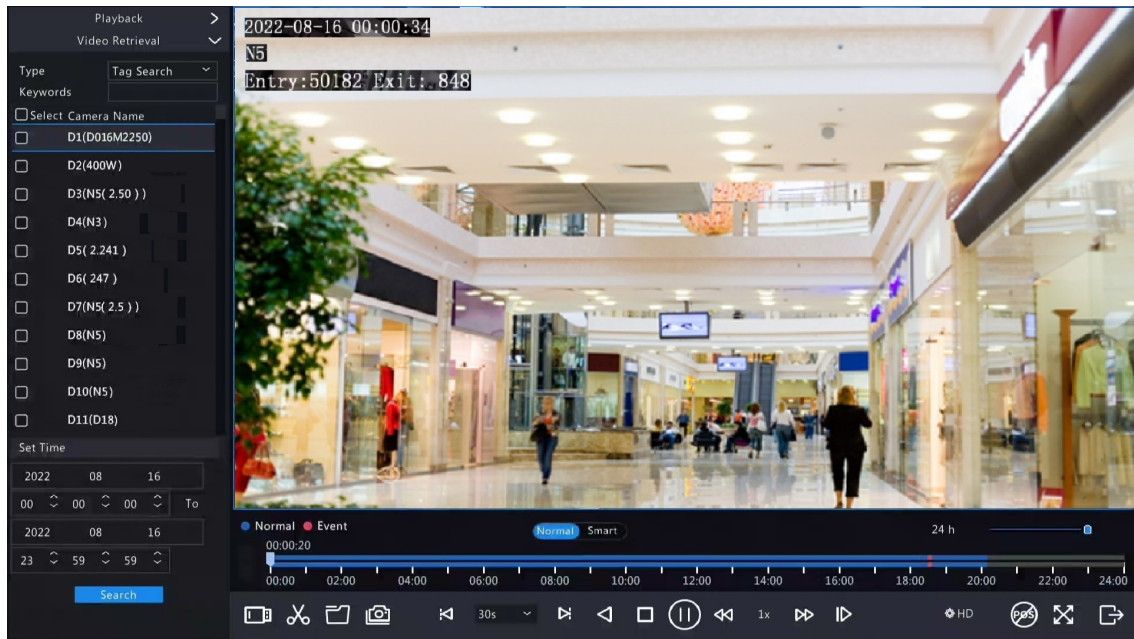 Playback
Video Retrieval
Type Tag Search
Keywords
Select Camera Name
D1(D016M2250)
D2(400W)
D3(N5( 2.50 ))
D4(N3)
D5( 2.241 )
D6( 247 )
D7(N5( 2.5 ))
D8(N5)
D9(N5)
D10(N5)
D11(D18)
Set Time
2022 08 16
00 00 00 To
2022 08 16
23 59 59
Search
2022-08-16 00:00:34
N5
Entry:50182 Exit: 848
Normal Event Normal Smart 24 h
00:00:20
00:00 02:00 04:00 06:00 08:00 10:00 12:00 14:00 16:00 18:00 20:00 22:00 24:00
30s 1x HD POS